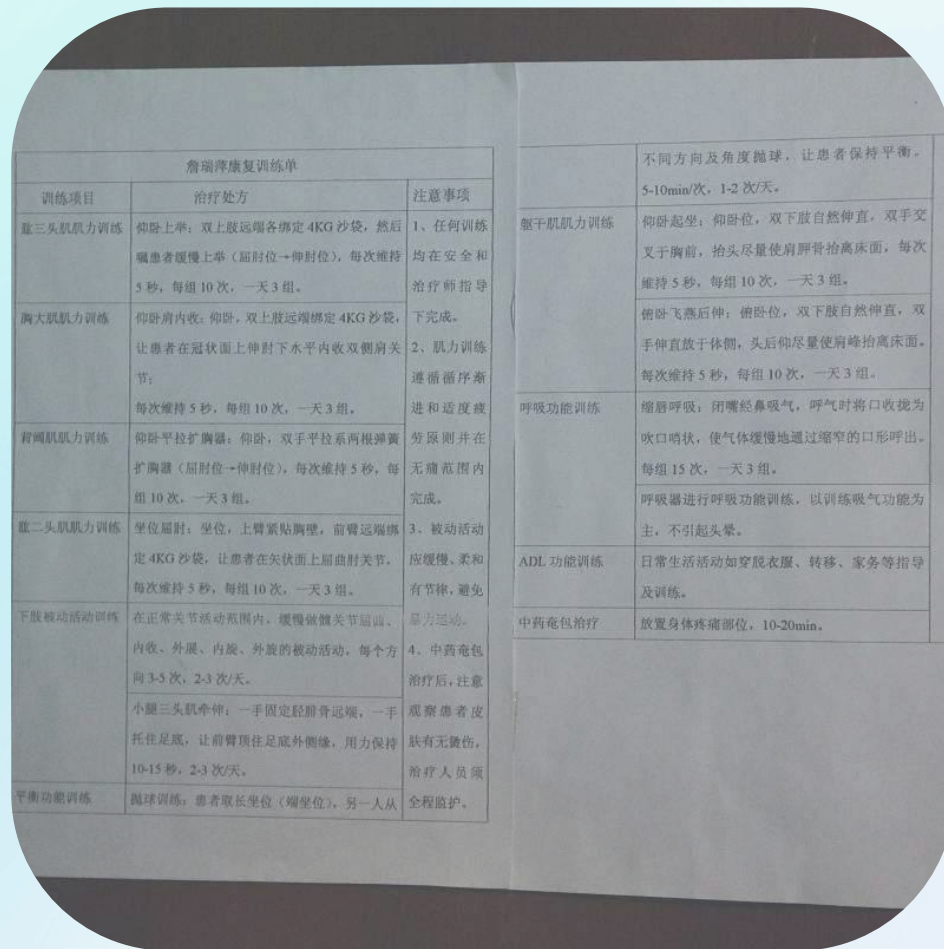 詹瑞萍康复训练单
训练项目 治疗处方 注意事项
肱三头肌肌力训练 仰卧上举：双上肢远端各绑定 4KG 沙袋，然后
嘱患者缓慢上举（屈肘位→伸肘位），每次维持
5 秒，每组 10 次，一天 3 组。
胸大肌肌力训练 仰卧肩内收：仰卧，双上肢远端绑定 4KG 沙袋，
让患者在冠状面上伸肘下水平内收双侧肩关
节；
每次维持 5 秒，每组 10 次，一天 3 组。
背阔肌肌力训练 仰卧平拉扩胸器：仰卧，双手平拉系两根弹簧
扩胸器（屈肘位→伸肘位），每次维持 5 秒，每
组 10 次，一天 3 组。
肱二头肌肌力训练 坐位屈肘：坐位，上臂紧贴胸壁，前臂远端绑
定 4KG 沙袋，让患者在矢状面上屈曲肘关节，
每次维持 5 秒，每组 10 次，一天 3 组。
下肢被动活动训练 在正常关节活动范围内，缓慢做髋关节屈曲、
内收、外展、内旋、外旋的被动活动，每个方
向 3-5 次，2-3 次/天。
小腿三头肌牵伸：一手固定胫腓骨远端，一手
托住足底，让前臂顶住足底外侧缘，用力保持
10-15 秒，2-3 次/天。
平衡功能训练 抛球训练：患者取长坐位（端坐位），另一人从
1、任何训练
均在安全和
治疗师指导
下完成。
2、肌力训练
遵循循序渐
进和适度疲
劳原则并在
无痛范围内
完成。
3、被动活动
应缓慢、柔和
有节律，避免
暴力运动。
4、中药奄包
治疗后，注意
观察患者皮
肤有无烫伤，
治疗人员须
全程监护。
不同方向及角度抛球，让患者保持平衡。
5-10min/次，1-2 次/天。
躯干肌肌力训练 仰卧起坐：仰卧位，双下肢自然伸直，双手交
叉于胸前，抬头尽量使肩胛骨抬离床面，每次
维持 5 秒，每组 10 次，一天 3 组。
俯卧飞燕后伸：俯卧位，双下肢自然伸直，双
手伸直放于体侧，头后仰尽量使肩峰抬离床面。
每次维持 5 秒，每组 10 次，一天 3 组。
呼吸功能训练 缩唇呼吸：闭嘴经鼻吸气，呼气时将口收拢为
吹口哨状，使气体缓慢地通过缩窄的口形呼出。
每组 15 次，一天 3 组。
呼吸器进行呼吸功能训练，以训练吸气功能为
主，不引起头晕。
ADL 功能训练 日常生活活动如穿脱衣服、转移、家务等指导
及训练。
中药奄包治疗 放置身体疼痛部位，10-20min。